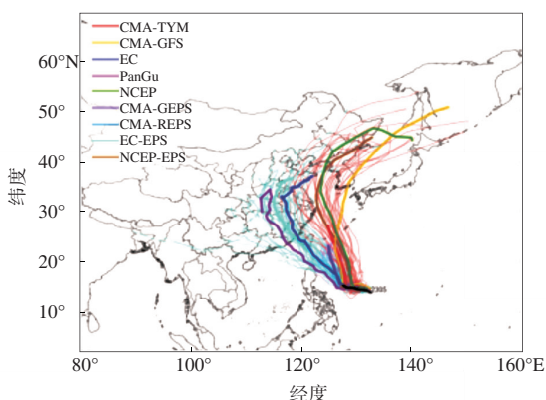 CMA-TYM
CMA-GFS
60°N
EC
PanGu
NCEP
50°
CMA-GEPS
CMA-REPS
EC-EPS
40°
NCEP-EPS
纬度
30°
20°
10°
80°
100°
120°
140°
160°E
经度